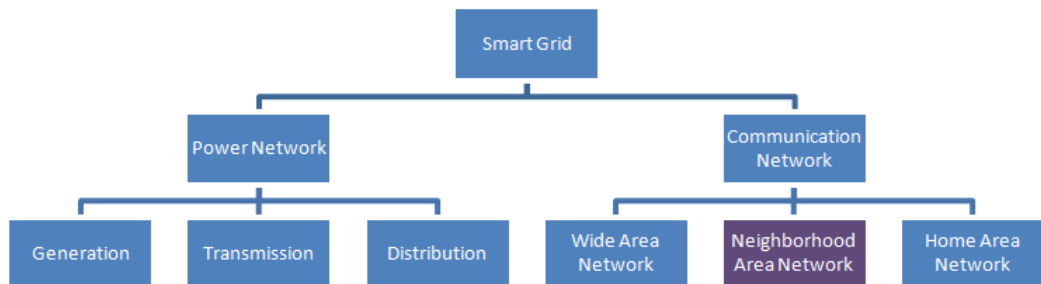 Smart Grid
Power Network
Communication
Network
Generation
Transmission
Distribution
Wide Area
Network
Neighborhood
Area Network
Home Area
Network